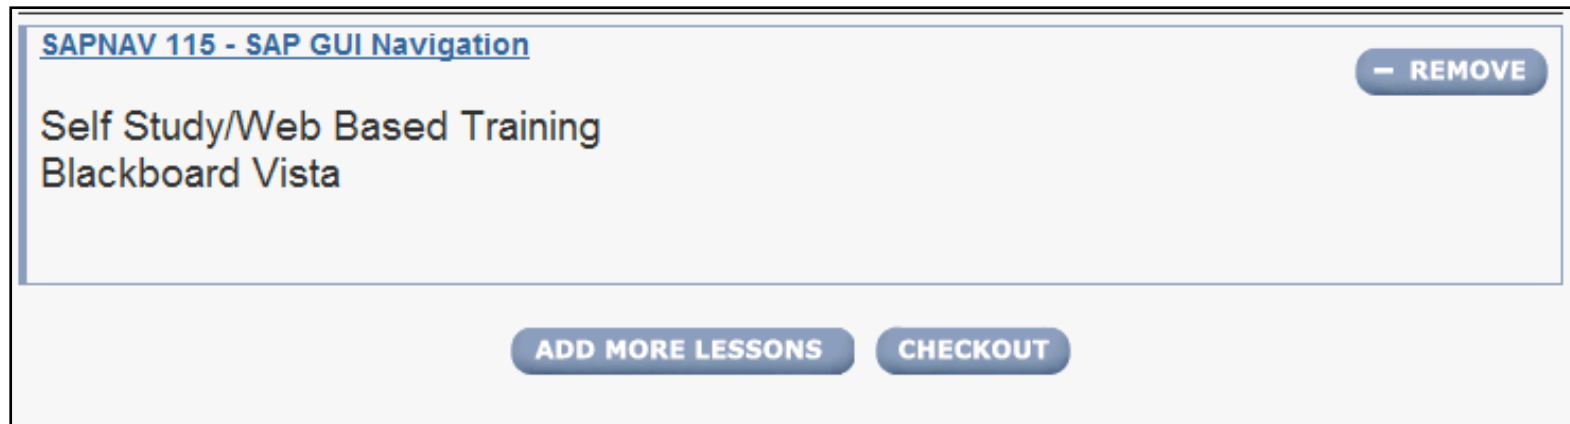 SAPNAV 115 - SAP GUI Navigation
− REMOVE
Self Study/Web Based Training
Blackboard Vista
ADD MORE LESSONS
CHECKOUT